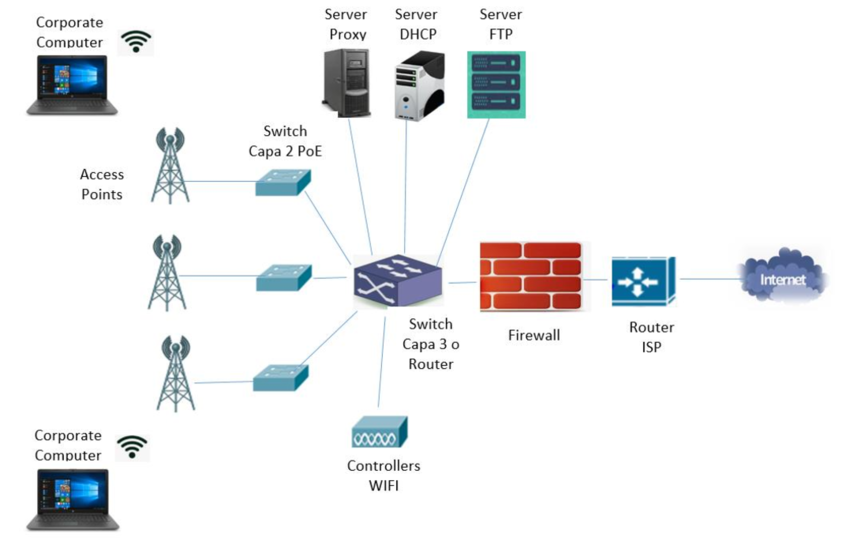 Corporate
Computer
Server
Proxy
Server
DHCP
Server
FTP
Switch
Capa 2 PoE
Access
Points
Internet
Switch
Capa 3 o
Router
Firewall
Router
ISP
Corporate
Computer
Controllers
WIFI